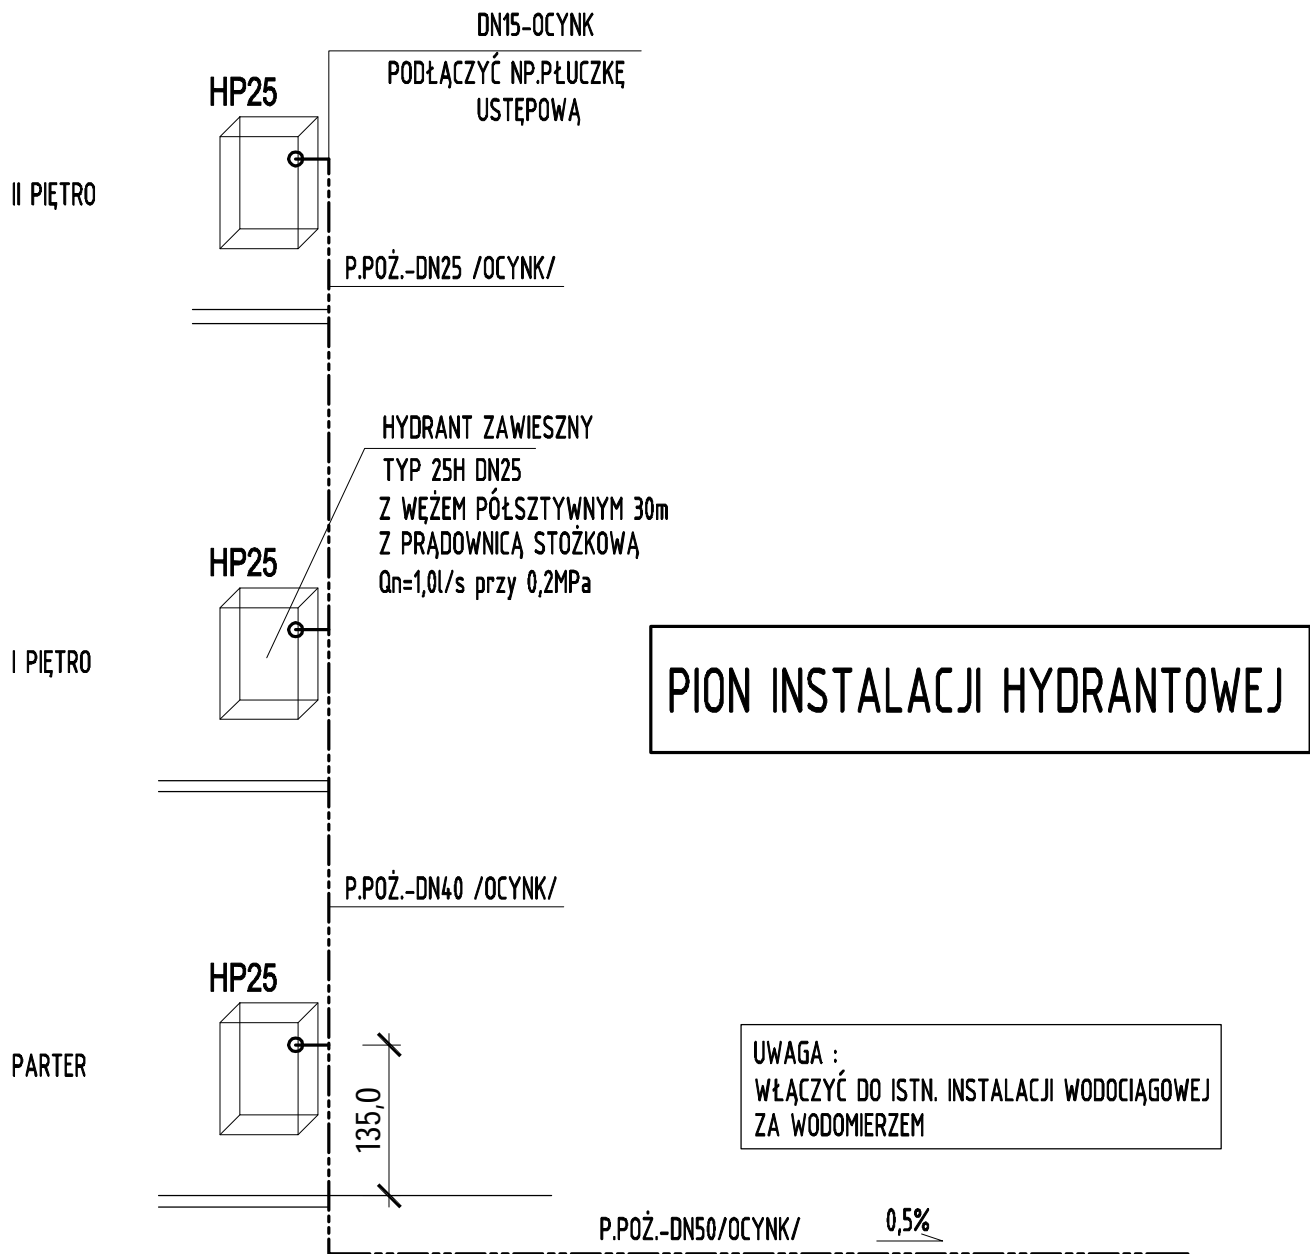 DN15-OCYNK
PODŁĄCZYĆ NP.PŁUCZKĘ
USTĘPOWĄ
HP25
II PIĘTRO
P.POŻ.-DN25 /OCYNK/
HYDRANT ZAWIESZNY
TYP 25H DN25
Z WĘŻEM PÓŁSZTYWNYM 30m
Z PRĄDOWNICĄ STOŻKOWĄ
Qn=1,0l/s przy 0,2MPa
HP25
I PIĘTRO
PION INSTALACJI HYDRANTOWEJ
P.POŻ.-DN40 /OCYNK/
HP25
PARTER
135,0
UWAGA :
WŁĄCZYĆ DO ISTN. INSTALACJI WODOCIĄGOWEJ
ZA WODOMIERZEM
P.POŻ.-DN50/OCYNK/
0,5%